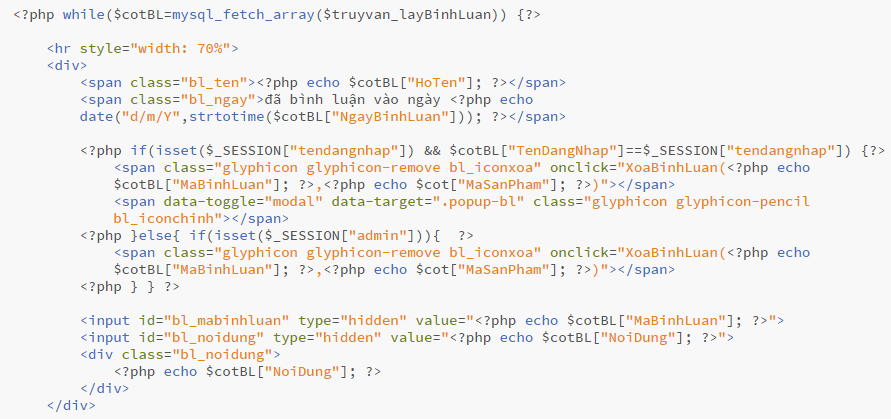 <?php while($cotBL=mysql_fetch_array($truyvan_layBinhLuan)) {?>
<hr style="width: 70%">
<div>
<span class="bl_ten"><?php echo $cotBL["HoTen"]; ?></span>
<span class="bl_ngay">đã bình luận vào ngày <?php echo
date("d/m/Y",strtotime($cotBL["NgayBinhLuan"])); ?></span>
<?php if(isset($_SESSION["tendangnhap"]) && $cotBL["TenDangNhap"]==$_SESSION["tendangnhap"]) {?>
<span class="glyphicon glyphicon-remove bl_iconxoa" onclick="XoaBinhLuan(<?php echo
$cotBL["MaBinhLuan"]; ?>,<?php echo $cot["MaSanPham"]; ?>)"></span>
<span data-toggle="modal" data-target=".popup-bl" class="glyphicon glyphicon-pencil
bl_iconchinh"></span>
<?php }else{ if(isset($_SESSION["admin"])){  ?>
<span class="glyphicon glyphicon-remove bl_iconxoa" onclick="XoaBinhLuan(<?php echo
$cotBL["MaBinhLuan"]; ?>,<?php echo $cot["MaSanPham"]; ?>)"></span>
<?php } } ?>
<input id="bl_mabinhluan" type="hidden" value="<?php echo $cotBL["MaBinhLuan"]; ?>">
<input id="bl_noidung" type="hidden" value="<?php echo $cotBL["NoiDung"]; ?>">
<div class="bl_noidung">
<?php echo $cotBL["NoiDung"]; ?>
</div>
</div>